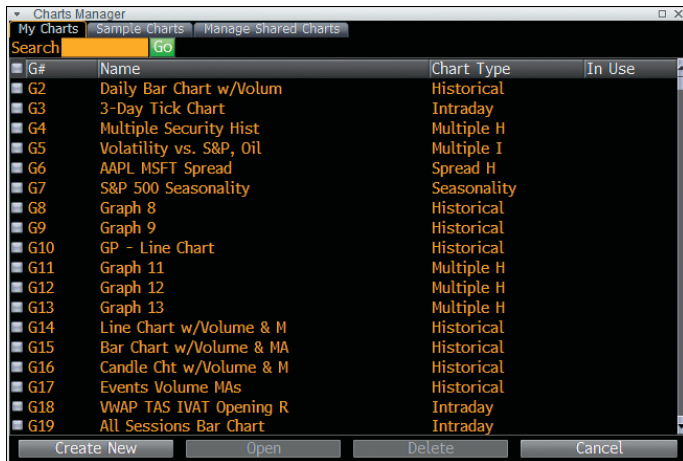 Charts Manager
My Charts Sample Charts Manage Shared Charts
Search Go
G# Name Chart Type In Use
G2 Daily Bar Chart w/Volum Historical
G3 3-Day Tick Chart Intraday
G4 Multiple Security Hist Multiple H
G5 Volatility vs. S&P, Oil Multiple I
G6 AAPL MSFT Spread Spread H
G7 S&P 500 Seasonality Seasonality
G8 Graph 8 Historical
G9 Graph 9 Historical
G10 GP - Line Chart Historical
G11 Graph 11 Multiple H
G12 Graph 12 Multiple H
G13 Graph 13 Multiple H
G14 Line Chart w/Volume & M Historical
G15 Bar Chart w/Volume & MA Historical
G16 Candle Cht w/Volume & M Historical
G17 Events Volume MAs Historical
G18 VWAP TAS IVAT Opening R Intraday
G19 All Sessions Bar Chart Intraday
Create New Open Delete Cancel